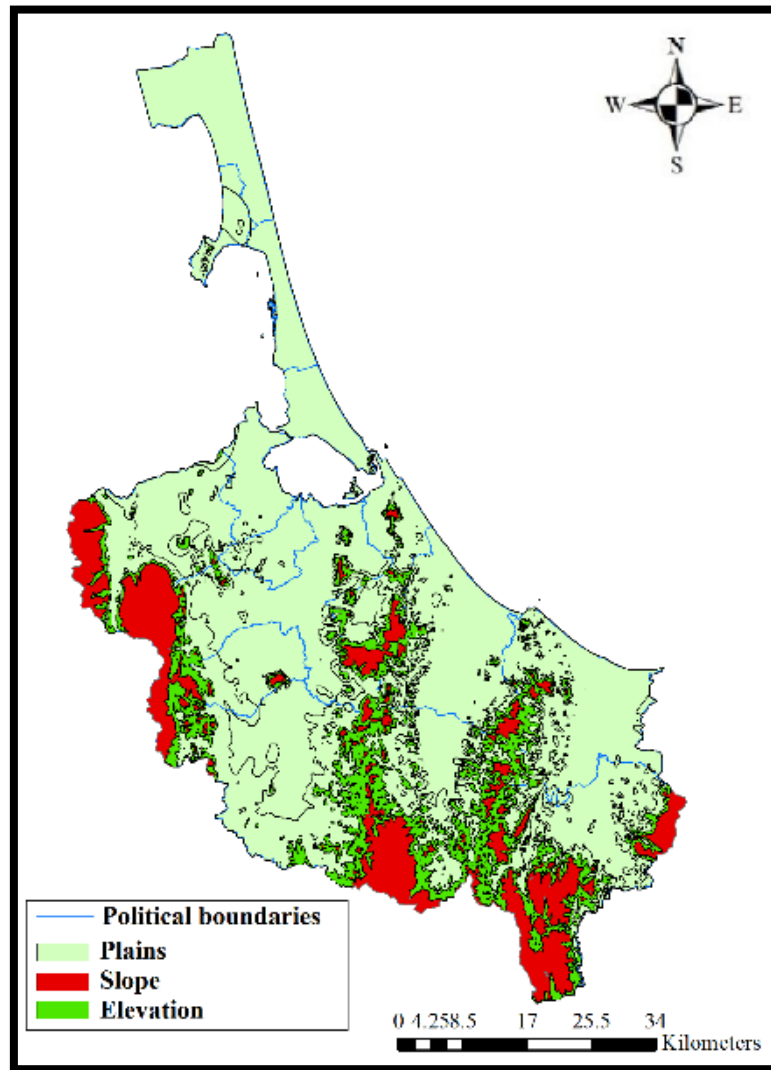 N
W E
S
Political boundaries
Plains
Slope
Elevation
0 4.258.5 17 25.5 34
Kilometers